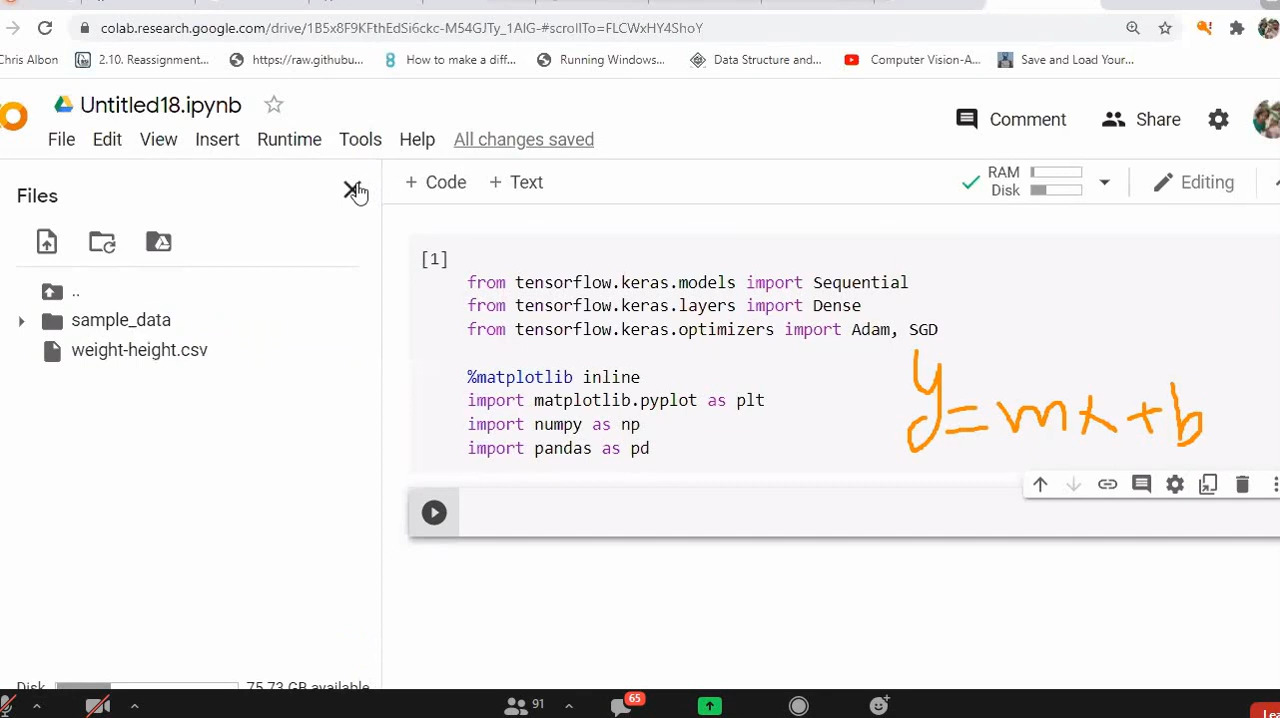 colab.research.google.com/drive/1B5x8F9KFthEdSi6ckc-M54GJTy_1AIG-#scrollTo=FLCWxHY4ShoY
Chris Albon
2.10. Reassignment...
https://raw.githubu...
How to make a diff...
Running Windows...
Data Structure and...
Computer Vision-A...
Save and Load Your...
Untitled18.ipynb
Comment
Share
File Edit View Insert Runtime Tools Help All changes saved
Files
+ Code + Text
RAM
Disk
Editing
..
sample_data
weight-height.csv
[1]
from tensorflow.keras.models import Sequential
from tensorflow.keras.layers import Dense
from tensorflow.keras.optimizers import Adam, SGD
%matplotlib inline
import matplotlib.pyplot as plt
import numpy as np
import pandas as pd
y=mx+b
Disk 75.73 GB available
91
65